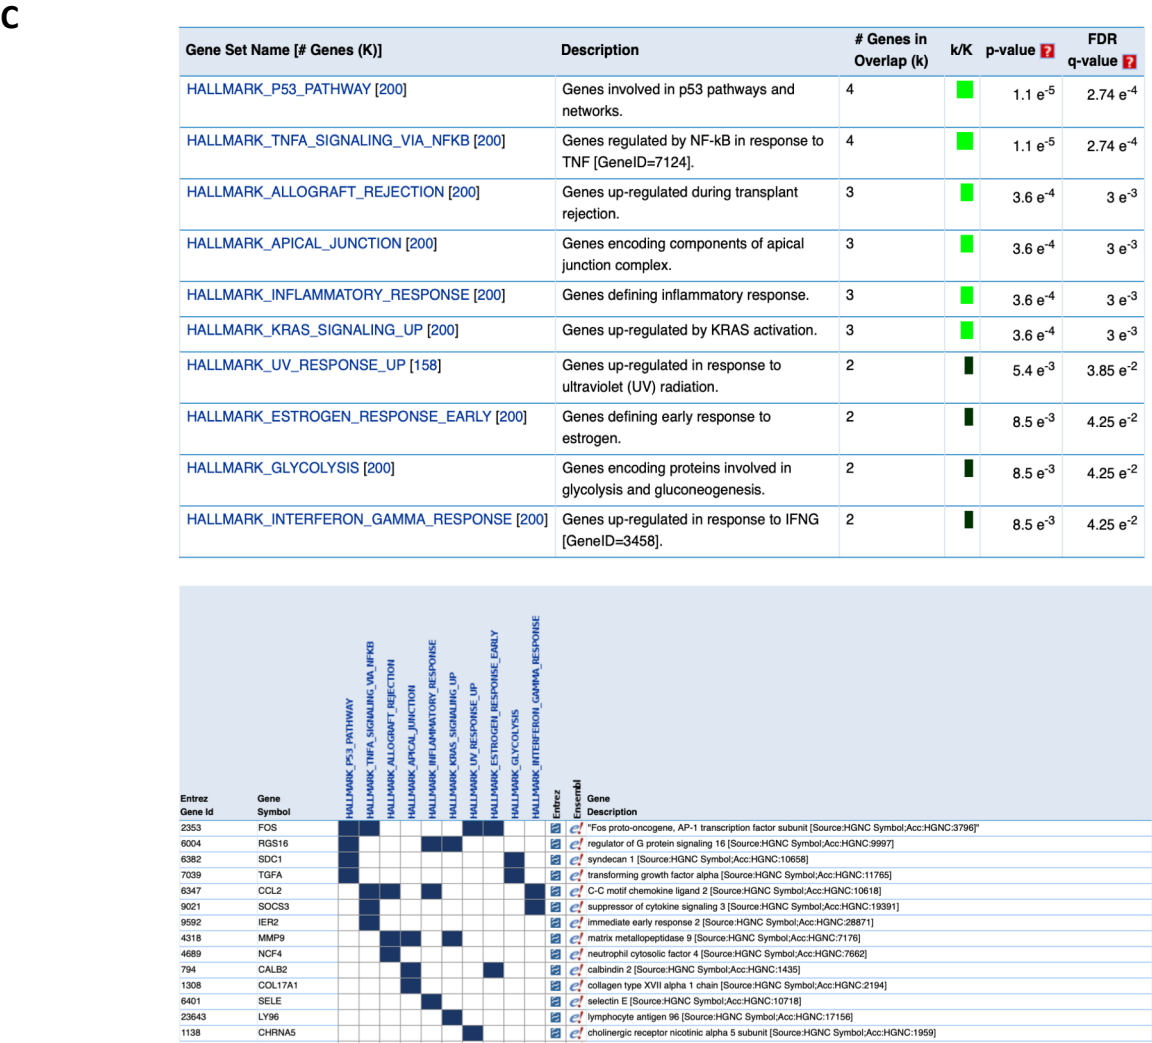 C
Gene Set Name [# Genes (K)] Description # Genes in Overlap (k) k/K p-value ? FDR q-value ?
HALLMARK_P53_PATHWAY [200] Genes involved in p53 pathways and 4 1.1 e-5 2.74 e-4
networks.
HALLMARK_TNFA_SIGNALING_VIA_NFKB [200] Genes regulated by NF-kB in response to 4 1.1 e-5 2.74 e-4
TNF [GeneID=7124].
HALLMARK_ALLOGRAFT_REJECTION [200] Genes up-regulated during transplant 3 3.6 e-4 3 e-3
rejection.
HALLMARK_APICAL_JUNCTION [200] Genes encoding components of apical 3 3.6 e-4 3 e-3
junction complex.
HALLMARK_INFLAMMATORY_RESPONSE [200] Genes defining inflammatory response. 3 3.6 e-4 3 e-3
HALLMARK_KRAS_SIGNALING_UP [200] Genes up-regulated by KRAS activation. 3 3.6 e-4 3 e-3
HALLMARK_UV_RESPONSE_UP [158] Genes up-regulated in response to 2 5.4 e-3 3.85 e-2
ultraviolet (UV) radiation.
HALLMARK_ESTROGEN_RESPONSE_EARLY [200] Genes defining early response to 2 8.5 e-3 4.25 e-2
estrogen.
HALLMARK_GLYCOLYSIS [200] Genes encoding proteins involved in 2 8.5 e-3 4.25 e-2
glycolysis and gluconeogenesis.
HALLMARK_INTERFERON_GAMMA_RESPONSE [200] Genes up-regulated in response to IFNG 2 8.5 e-3 4.25 e-2
[GeneID=3458].
Entrez Gene Id
Gene Symbol
HALLMARK_P53_PATHWAY
HALLMARK_TNFA_SIGNALING_VIA_NFKB
HALLMARK_ALLOGRAFT_REJECTION
HALLMARK_APICAL_JUNCTION
HALLMARK_INFLAMMATORY_RESPONSE
HALLMARK_KRAS_SIGNALING_UP
HALLMARK_UV_RESPONSE_UP
HALLMARK_ESTROGEN_RESPONSE_EARLY
HALLMARK_GLYCOLYSIS
HALLMARK_INTERFERON_GAMMA_RESPONSE
Entrez
Ensembl
Gene Description
2353 FOS e! "Fos proto-oncogene, AP-1 transcription factor subunit [Source:HGNC Symbol;Acc:HGNC:3796]"
6004 RGS16 e! regulator of G protein signaling 16 [Source:HGNC Symbol;Acc:HGNC:9997]
6382 SDC1 e! syndecan 1 [Source:HGNC Symbol;Acc:HGNC:10658]
7039 TGFA e! transforming growth factor alpha [Source:HGNC Symbol;Acc:HGNC:11765]
6347 CCL2 e! C-C motif chemokine ligand 2 [Source:HGNC Symbol;Acc:HGNC:10618]
9021 SOCS3 e! suppressor of cytokine signaling 3 [Source:HGNC Symbol;Acc:HGNC:19391]
9592 IER2 e! immediate early response 2 [Source:HGNC Symbol;Acc:HGNC:28871]
4318 MMP9 e! matrix metallopeptidase 9 [Source:HGNC Symbol;Acc:HGNC:7176]
4689 NCF4 e! neutrophil cytosolic factor 4 [Source:HGNC Symbol;Acc:HGNC:7662]
794 CALB2 e! calbindin 2 [Source:HGNC Symbol;Acc:HGNC:1435]
1308 COL17A1 e! collagen type XVII alpha 1 chain [Source:HGNC Symbol;Acc:HGNC:2194]
6401 SELE e! selectin E [Source:HGNC Symbol;Acc:HGNC:10718]
23643 LY96 e! lymphocyte antigen 96 [Source:HGNC Symbol;Acc:HGNC:17156]
1138 CHRNA5 e! cholinergic receptor nicotinic alpha 5 subunit [Source:HGNC Symbol;Acc:HGNC:1959]